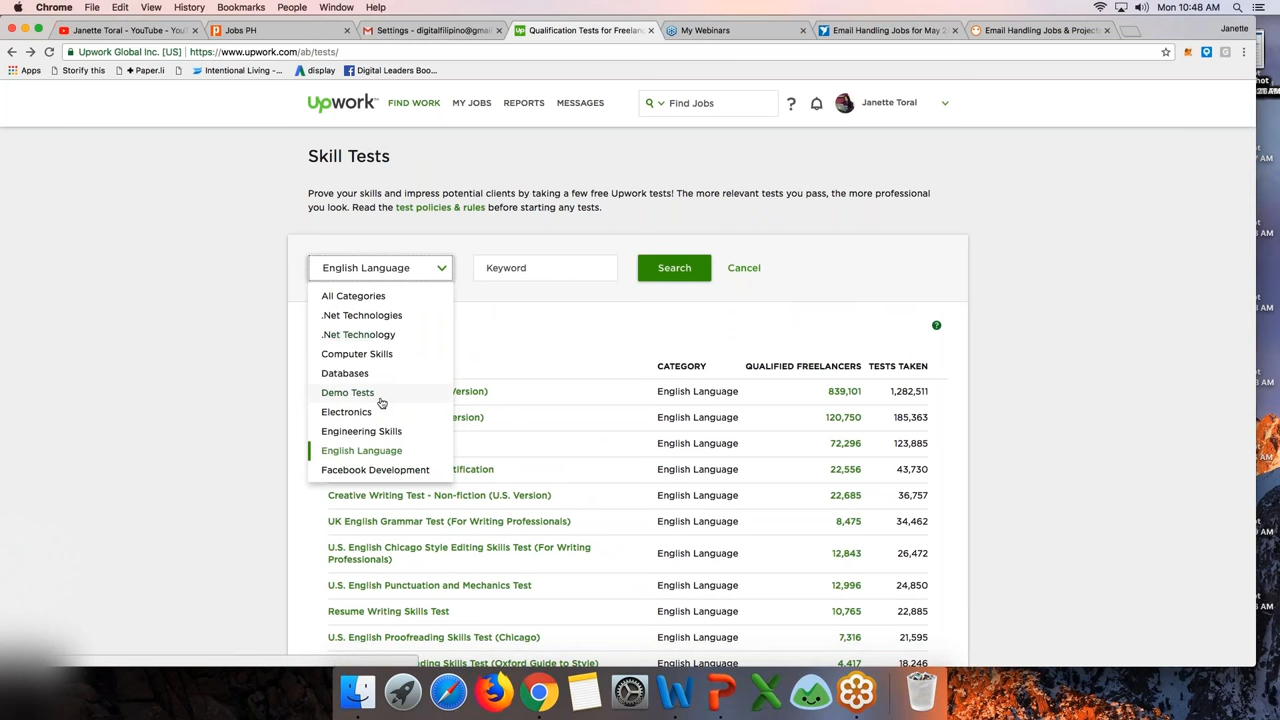 Chrome File Edit View History Bookmarks People Window Help Mon 10:48 AM
Janette Toral - YouTube - YouT Jobs PH Settings - digitalfilipino@gmai Qualification Tests for Freelan My Webinars Email Handling Jobs for May 2 Email Handling Jobs & Project Janette
Upwork Global Inc. [US] https://www.upwork.com/ab/tests/
Apps Storify this + Paper.li Intentional Living -... display Digital Leaders Boo...
upwork FIND WORK MY JOBS REPORTS MESSAGES Find Jobs ? Janette Toral
Skill Tests
Prove your skills and impress potential clients by taking a few free Upwork tests! The more relevant tests you pass, the more professional
you look. Read the test policies & rules before starting any tests.
English Language Keyword Search Cancel
All Categories
.Net Technologies
.Net Technology
Computer Skills
Databases
Demo Tests
Electronics
Engineering Skills
English Language
Facebook Development
CATEGORY QUALIFIED FREELANCERS TESTS TAKEN
Version) English Language 839,101 1,282,511
ersion) English Language 120,750 185,363
English Language 72,296 123,885
tification English Language 22,556 43,730
Creative Writing Test - Non-fiction (U.S. Version) English Language 22,685 36,757
UK English Grammar Test (For Writing Professionals) English Language 8,475 34,462
U.S. English Chicago Style Editing Skills Test (For Writing
Professionals) English Language 12,843 26,472
U.S. English Punctuation and Mechanics Test English Language 12,996 24,850
Resume Writing Skills Test English Language 10,765 22,885
U.S. English Proofreading Skills Test (Chicago) English Language 7,316 21,595
ding Skills Test (Oxford Guide to Style) English Language 4,417 18,246